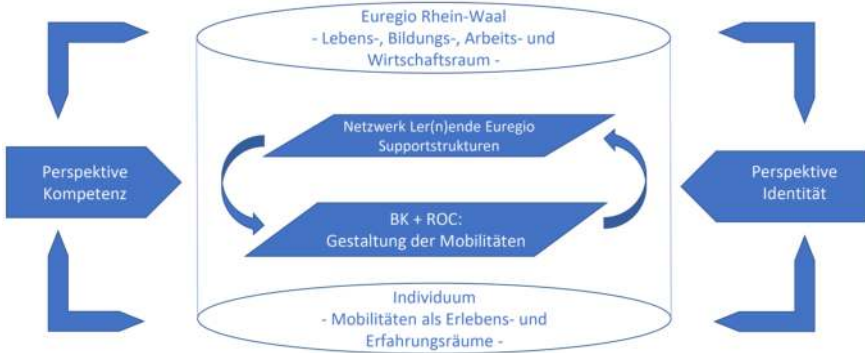 Euregio Rhein-Waal
- Lebens-, Bildungs-, Arbeits- und
Wirtschaftsraum -
Netzwerk Ler(n)ende Euregio
Supportstrukturen
Perspektive
Kompetenz
Perspektive
Identität
BK + ROC:
Gestaltung der Mobilitäten
Individuum
- Mobilitäten als Erlebens- und
Erfahrungsräume -